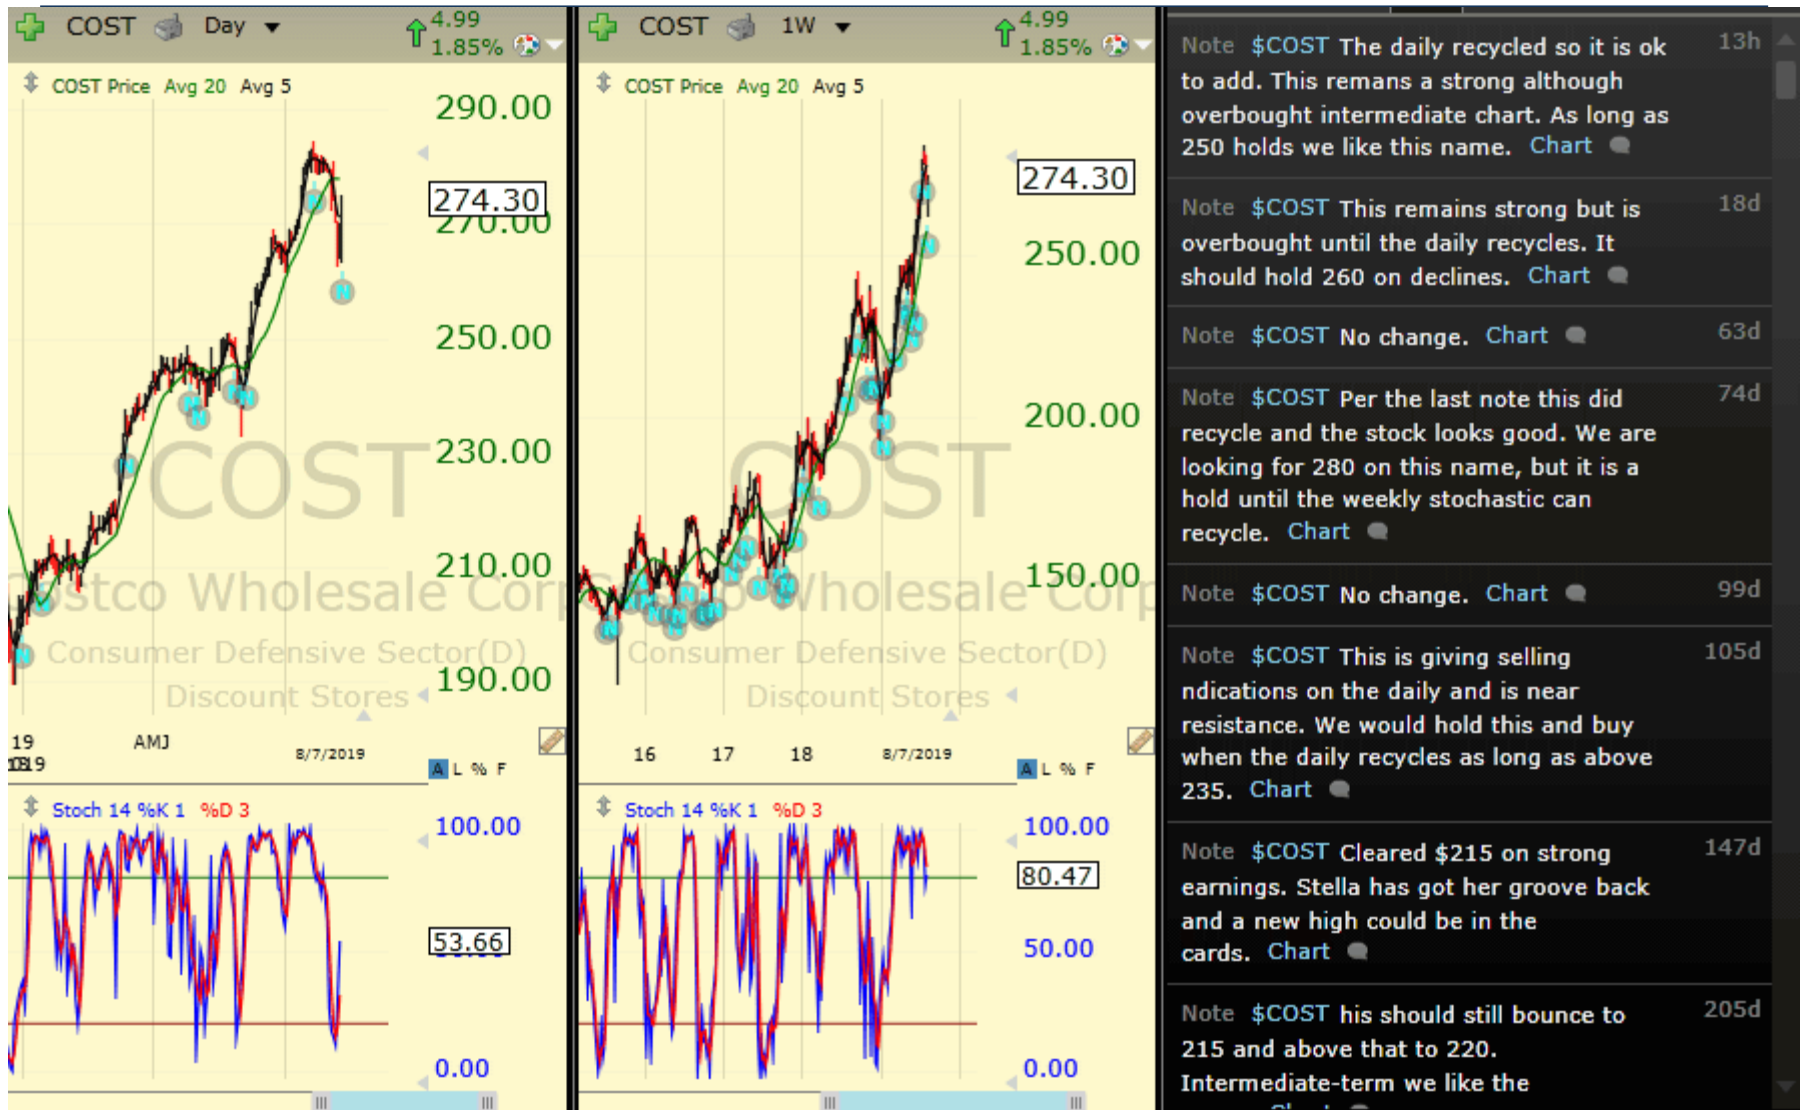 COST Day 4.99
1.85%
COST Price Avg 20 Avg 5
290.00
274.30
270.00
250.00
230.00
COST
210.00
Costco Wholesale Corp
Consumer Defensive Sector(D)
190.00
Discount Stores
19 AMJ 8/7/2019
A L % F
Stoch 14 %K 1 %D 3
100.00
53.66
0.00
COST 1W 4.99
1.85%
COST Price Avg 20 Avg 5
274.30
250.00
200.00
COST
150.00
Wholesale Corp
Consumer Defensive Sector(D)
Discount Stores
16 17 18 8/7/2019
A L % F
Stoch 14 %K 1 %D 3
100.00
80.47
50.00
0.00
Note $COST The daily recycled so it is ok 13h
to add. This remans a strong although
overbought intermediate chart. As long as
250 holds we like this name. Chart
Note $COST This remains strong but is 18d
overbought until the daily recycles. It
should hold 260 on declines. Chart
Note $COST No change. Chart 63d
Note $COST Per the last note this did 74d
recycle and the stock looks good. We are
looking for 280 on this name, but it is a
hold until the weekly stochastic can
recycle. Chart
Note $COST No change. Chart 99d
Note $COST This is giving selling 105d
ndications on the daily and is near
resistance. We would hold this and buy
when the daily recycles as long as above
235. Chart
Note $COST Cleared $215 on strong 147d
earnings. Stella has got her groove back
and a new high could be in the
cards. Chart
Note $COST his should still bounce to 205d
215 and above that to 220.
Intermediate-term we like the
Chart